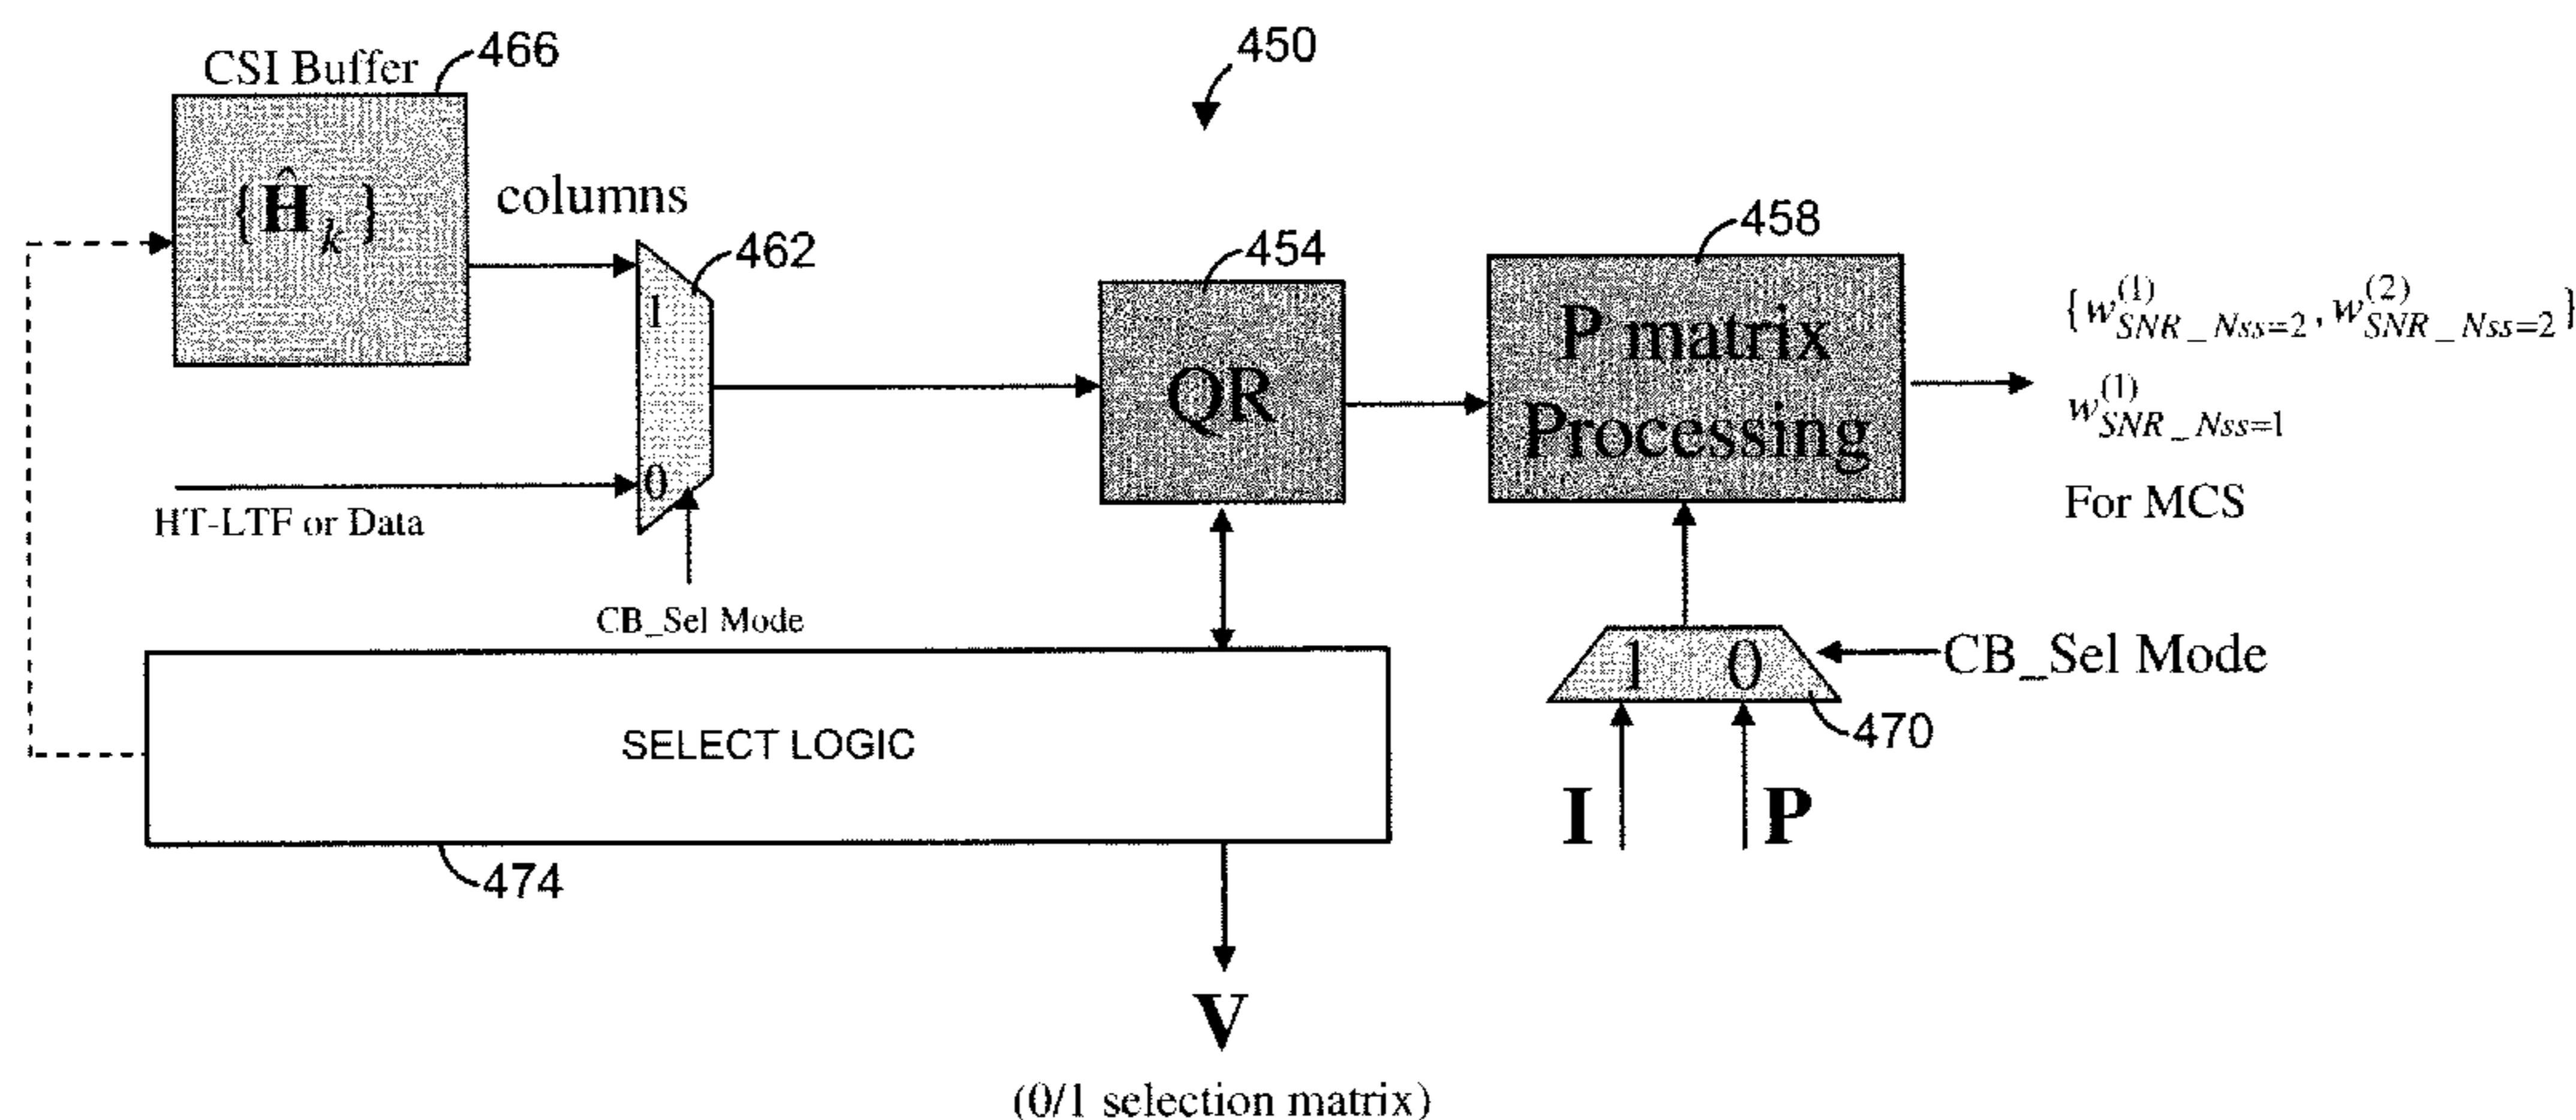 450
CSI Buffer
466
{Ĥ_k}
columns
462
1
0
HT-LTF or Data
CB_Sel Mode
454
QR
458
P matrix
Processing
{w^{(1)}_{SNR_Nss=2}, w^{(2)}_{SNR_Nss=2}}
w^{(1)}_{SNR_Nss=1}
For MCS
1 0
CB_Sel Mode
470
I P
SELECT LOGIC
474
V
(0/1 selection matrix)